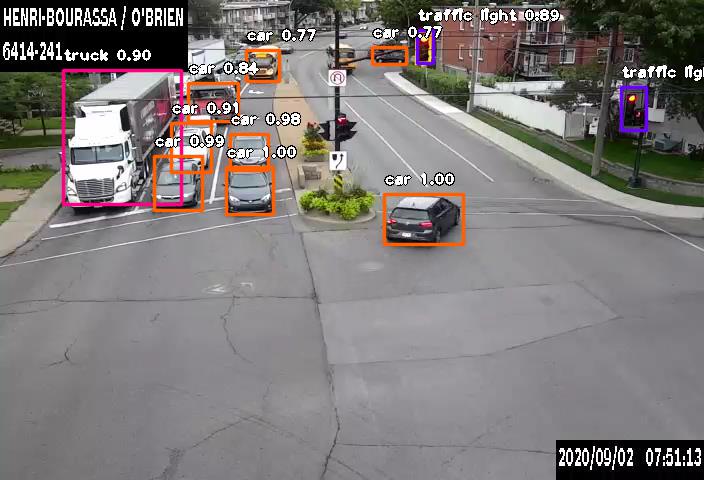 HENRI-BOURASSA / O'BRIEN
6414-241
truck 0.90
car 0.77
car 0.77
traffic light 0.89
car 0.84
car 0.91
car 0.98
car 0.99
car 1.00
car 1.00
traffic lig
2020/09/02 07:51:13